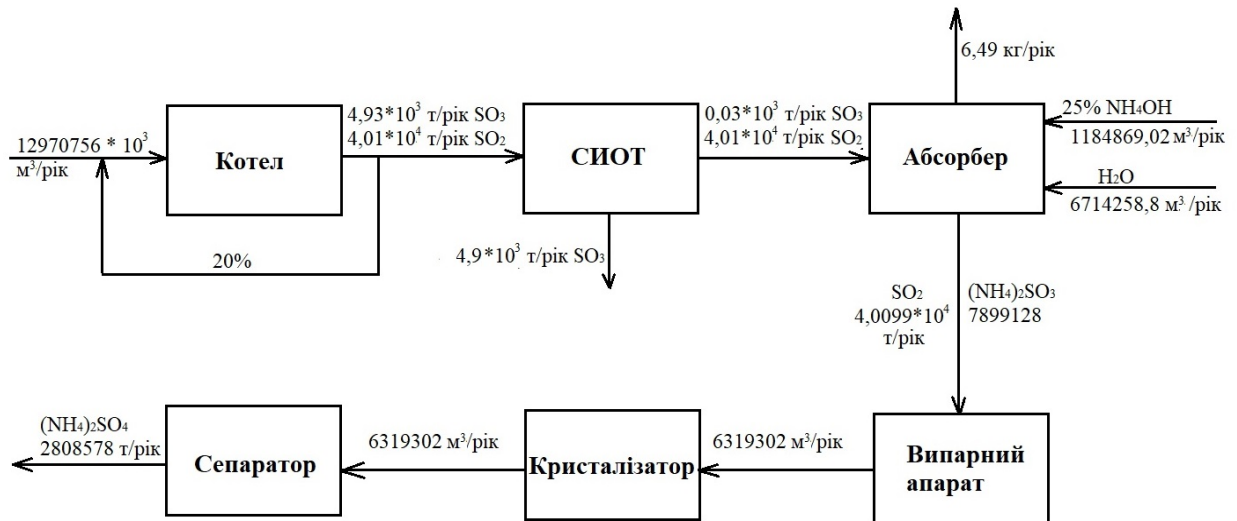 6,49 кг/рік
12970756 * 10³
м³/рік
Котел
4,93*10³ т/рік SO₃
4,01*10⁴ т/рік SO₂
20%
СИОТ
4,9*10³ т/рік SO₃
0,03*10³ т/рік SO₃
4,01*10⁴ т/рік SO₂
Абсорбер
25% NH₄OH
1184869,02 м³/рік
H₂O
6714258,8 м³ /рік
SO₂
4,0099*10⁴
т/рік
(NH₄)₂SO₃
7899128
Випарний
апарат
6319302 м³/рік
Кристалізатор
6319302 м³/рік
Сепаратор
(NH₄)₂SO₄
2808578 т/рік